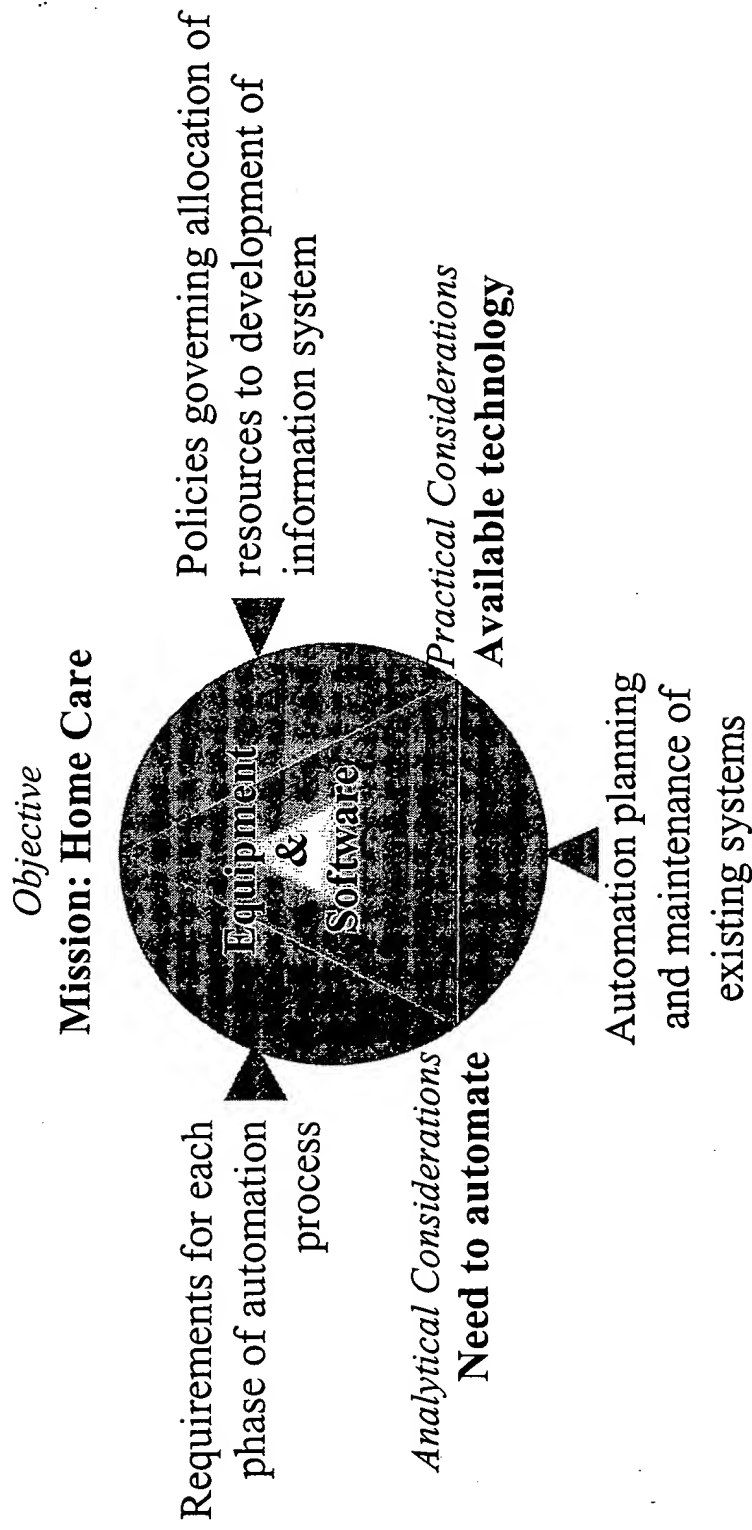 Objective
Mission: Home Care
Requirements for each
phase of automation
process
Policies governing allocation of
resources to development of
information system
Equipment
&
Software
Analytical Considerations
Need to automate
Practical Considerations
Available technology
Automation planning
and maintenance of
existing systems